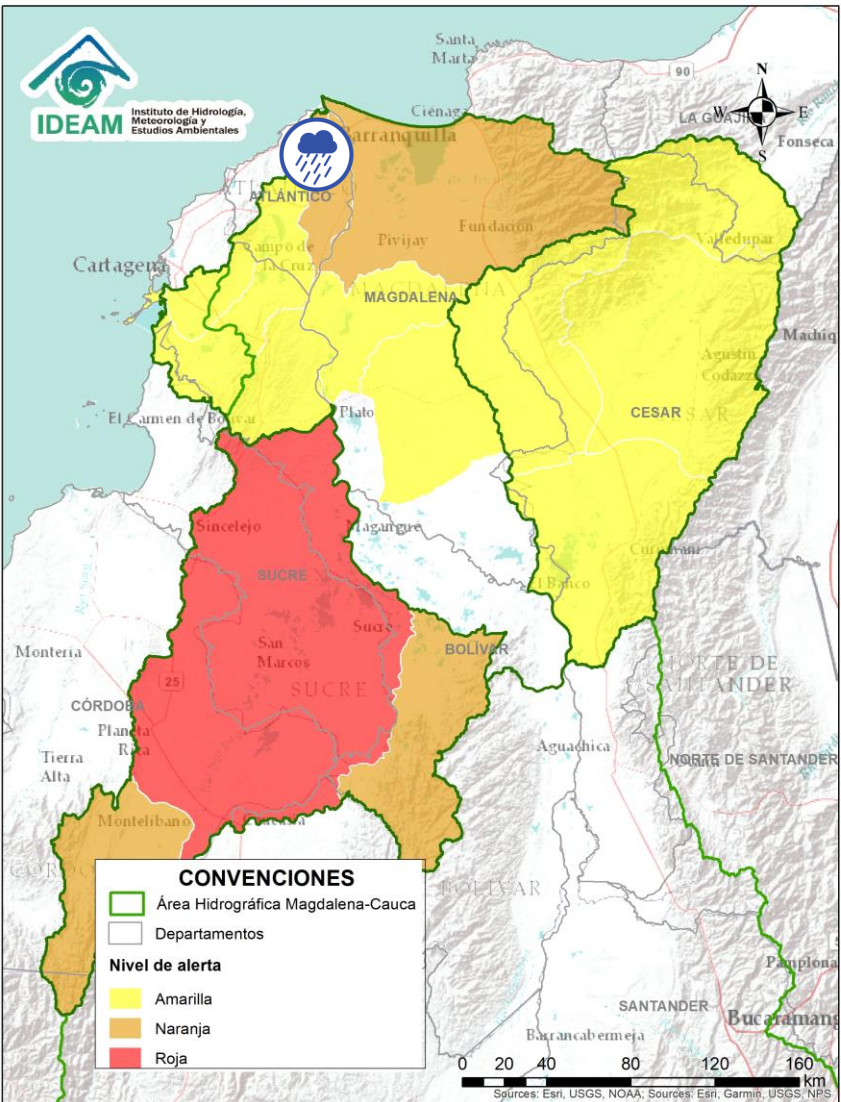 Santa
Marta
90
N
IDEAM
Instituto de Hidrología,
Meteorología y
Estudios Ambientales
Ciénaga
W
E
LA GUAJIRA
S
Fonseca
Barranquilla
ATLÁNTICO
Fundación
Pivijay
Valledupar
Campo de
la Cruz
Cartagena
MAGDALENA
Agustín
Codazzi
CESAR
El Carmen de Bolívar
Plato
Sincelejo
Magangue
SUCRE
El Banco
Sucre
Montería
San
Marcos
BOLÍVAR
NORTE DE
SANTANDER
25
SUCRE
CÓRDOBA
Planeta
Rica
Tierra
Alta
Aguachica
NORTE DE SANTANDER
Montelibano
CONVENCIONES
Área Hidrográfica Magdalena-Cauca
Departamentos
BOLÍVAR
Nivel de alerta
Amarilla
Naranja
Roja
Pamplona
SANTANDER
Bucaramang
Barrancabermeja
0 20 40 80 120 160
km
Sources: Esri, USGS, NOAA; Sources: Esri, Garmin, USGS, NPS